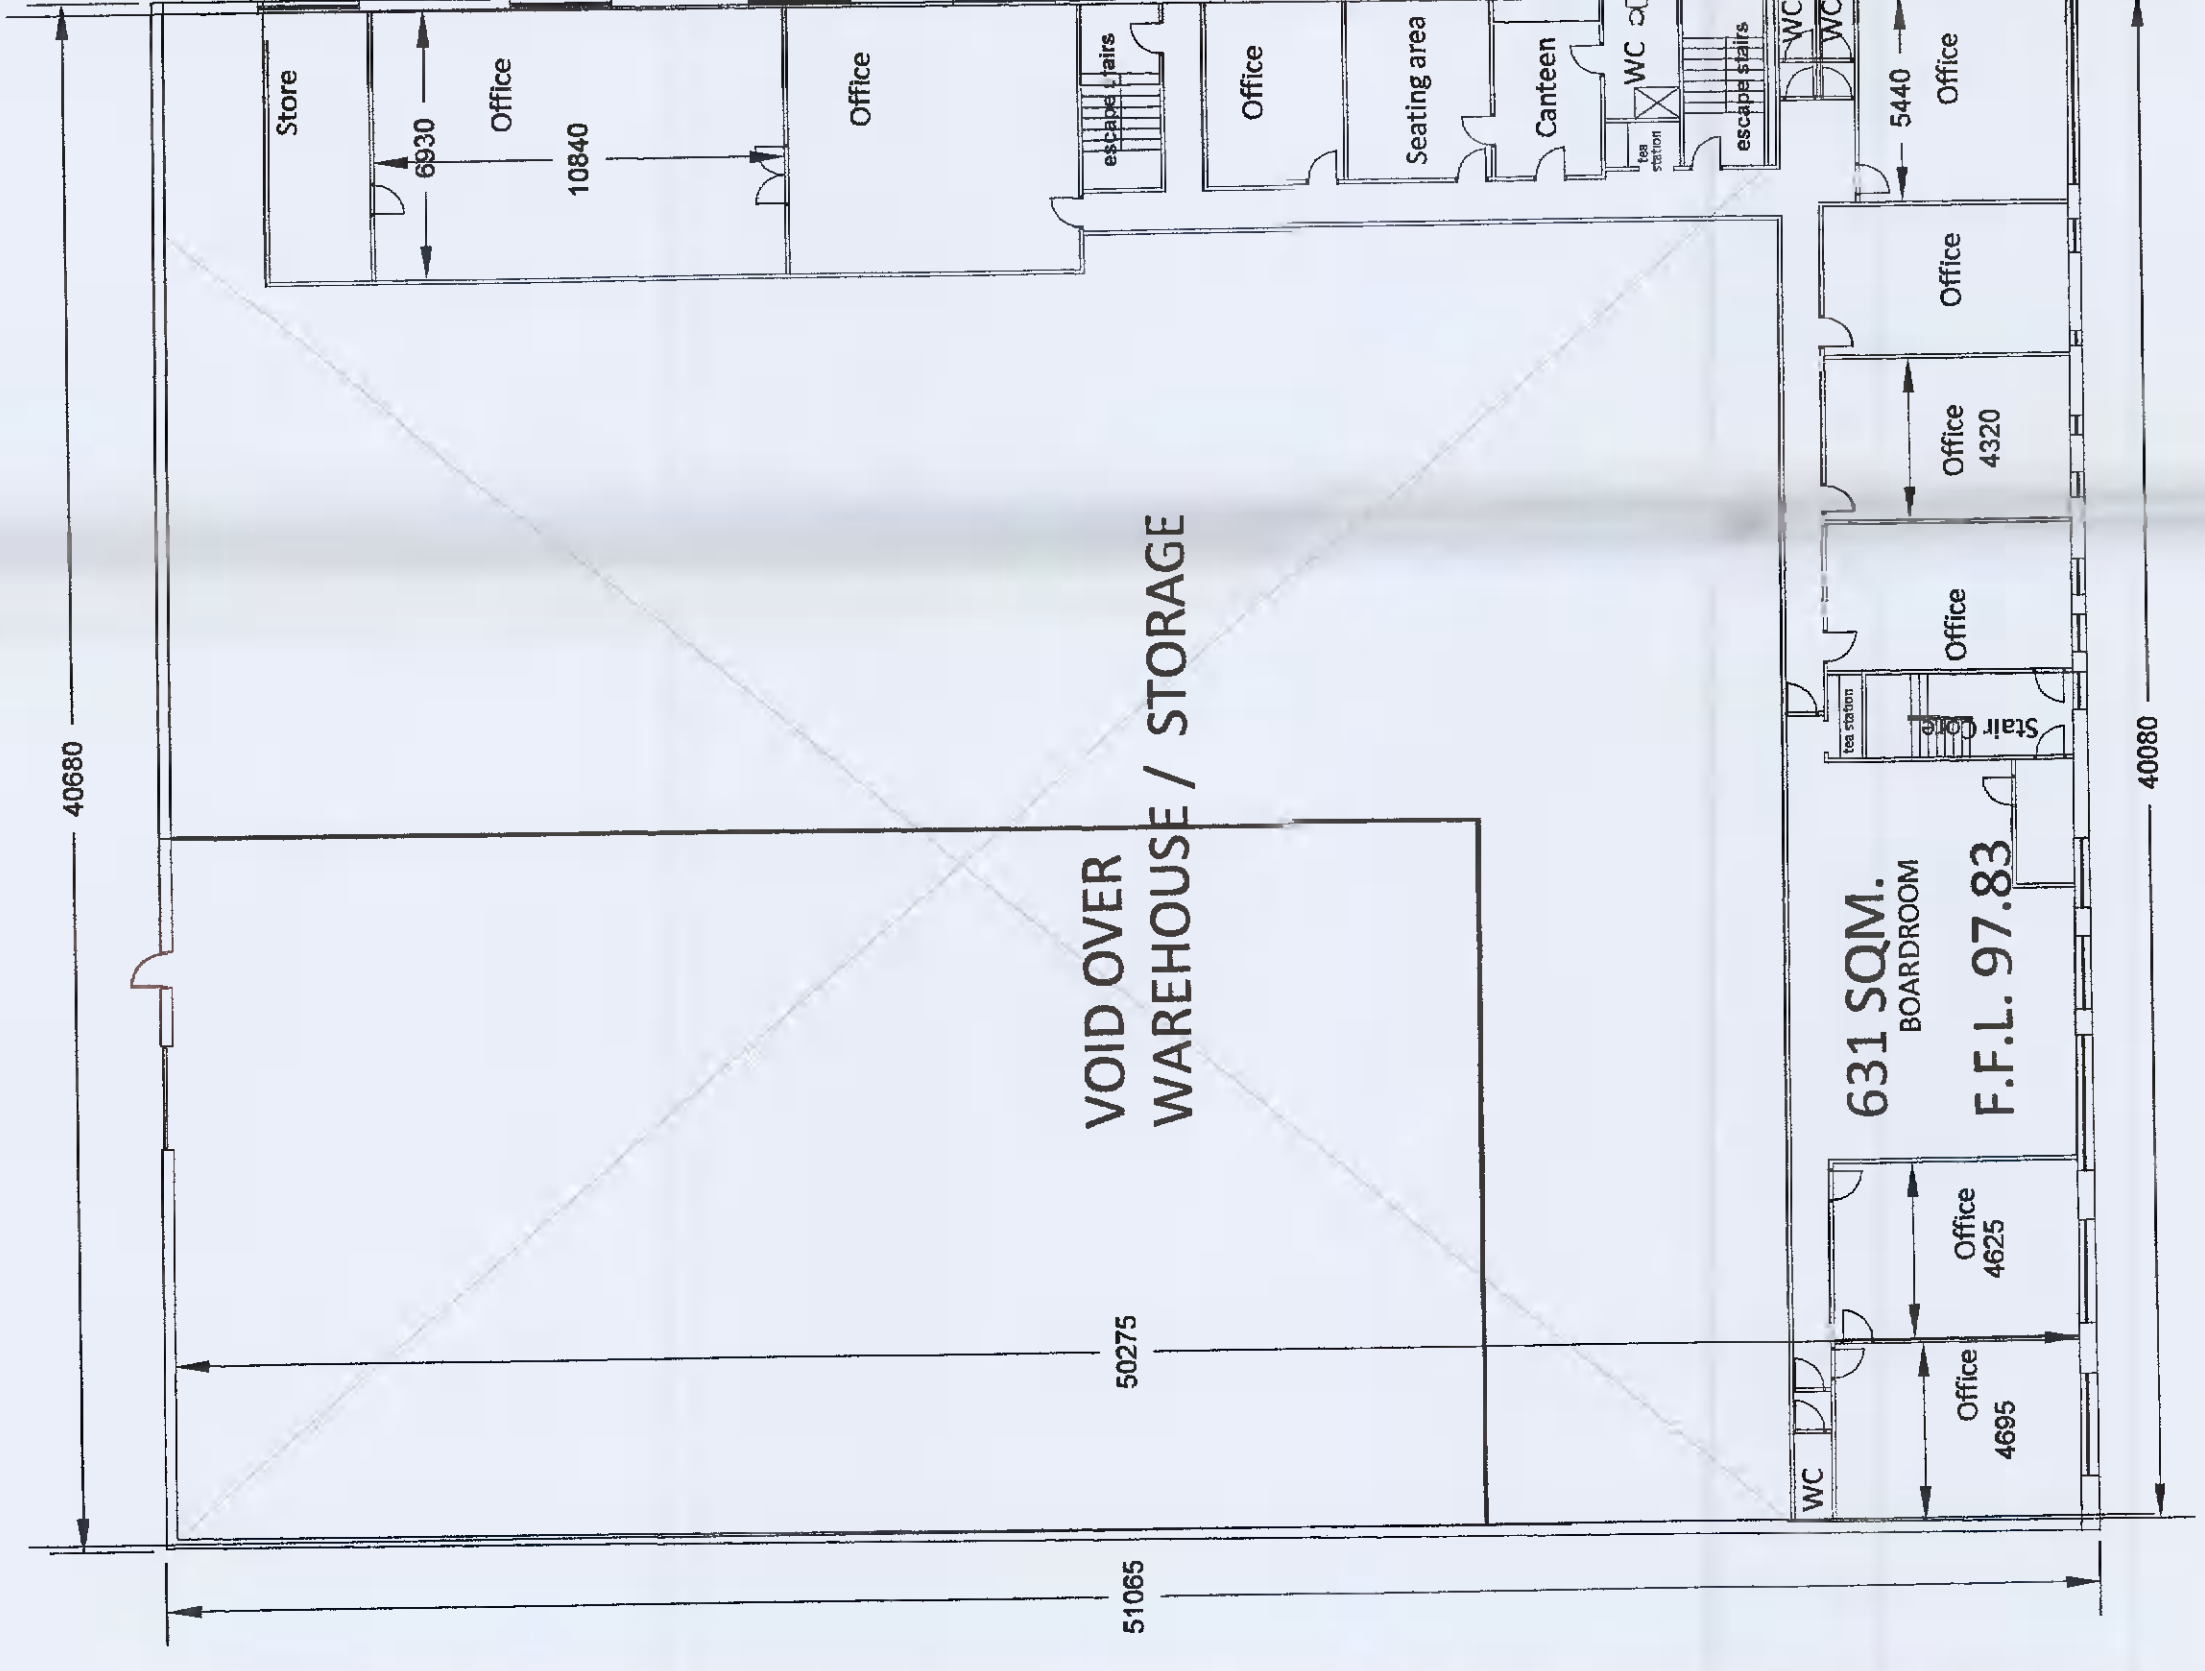 40680
Store
6930
Office
10840
Office
escape stairs
Office
Seating area
Canteen
WC
tea
station
escape stairs
WC
WC
5440
Office
Office
Office
4320
Office
tea station
Stair Core
VOID OVER
WAREHOUSE / STORAGE
631 SQM.
BOARDROOM
F.F.L. 97.83
40080
Office
4625
Office
4695
WC
50275
51065